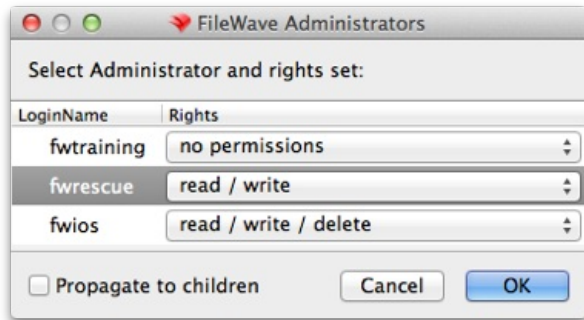 FileWave Administrators
Select Administrator and rights set:
LoginName Rights
fwtraining no permissions
fwrescue read / write
fwios read / write / delete
Propagate to children Cancel OK